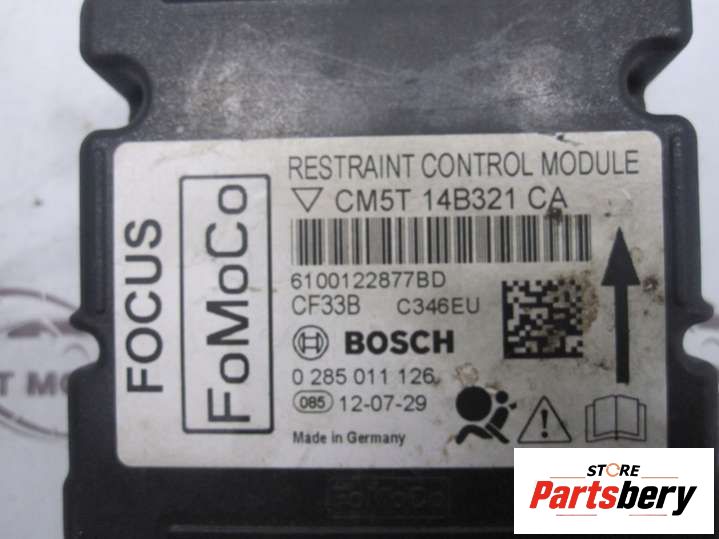 FOCUS
FoMoCo
RESTRAINT CONTROL MODULE
CM5T 14B321 CA
6100122877BD
CF33B C346EU
BOSCH
0 285 011 126
085 12-07-29
Made in Germany
STORE
Partsbery